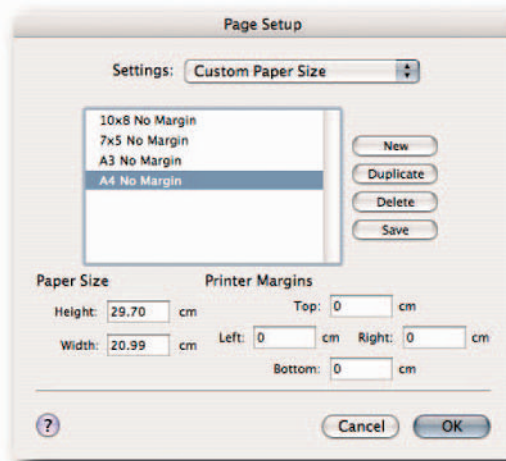 Page Setup
Settings: Custom Paper Size
10x8 No Margin
7x5 No Margin
A3 No Margin
A4 No Margin
New
Duplicate
Delete
Save
Paper Size
Height: 29.70 cm
Width: 20.99 cm
Printer Margins
Top: 0 cm
Left: 0 cm Right: 0 cm
Bottom: 0 cm
? Cancel OK